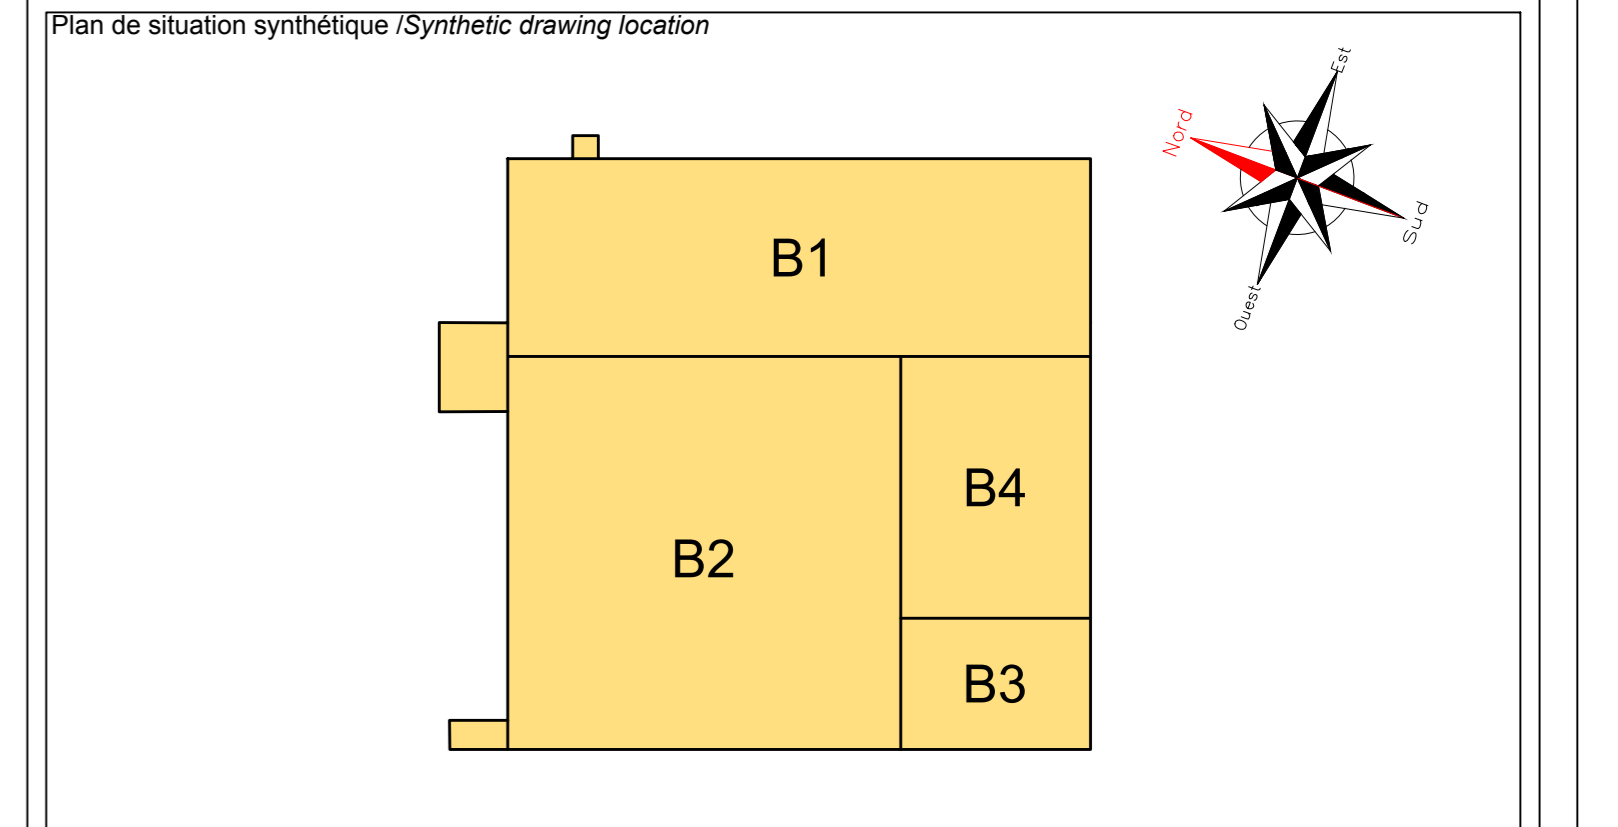 Plan de situation synthétique /Synthetic drawing location
Est
Nord
Sud
Ouest
B1
B4
B2
B3